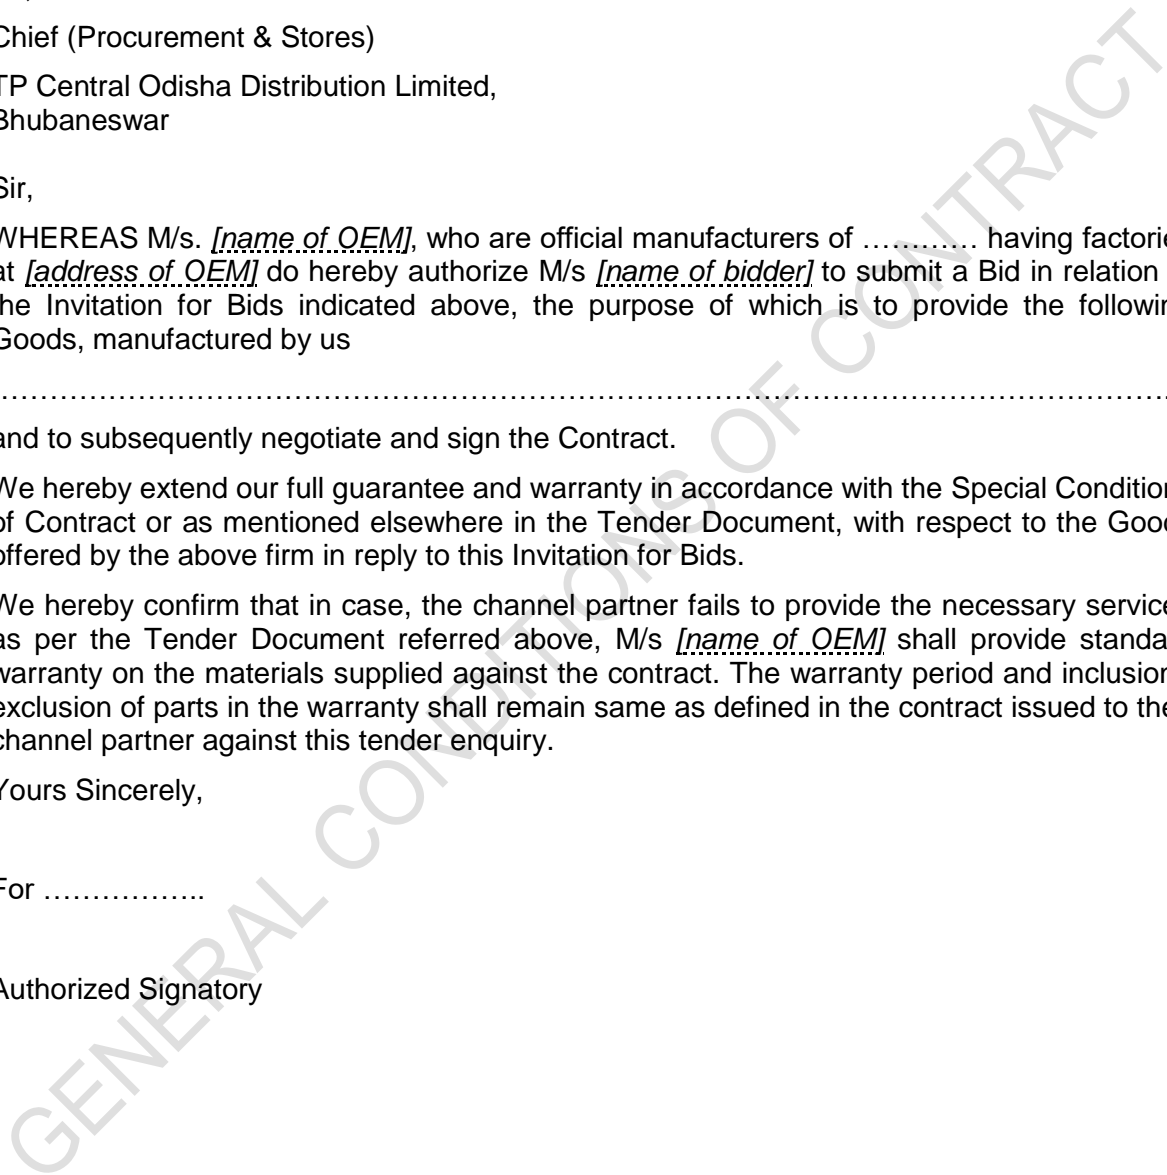 Chief (Procurement & Stores)
TP Central Odisha Distribution Limited,
Bhubaneswar
Sir,
WHEREAS M/s. [name of OEM], who are official manufacturers of ………… having factorie
at [address of OEM] do hereby authorize M/s [name of bidder] to submit a Bid in relation
the Invitation for Bids indicated above, the purpose of which is to provide the followin
Goods, manufactured by us
……………………………………………………………………………………………………………
and to subsequently negotiate and sign the Contract.
We hereby extend our full guarantee and warranty in accordance with the Special Condition
of Contract or as mentioned elsewhere in the Tender Document, with respect to the Good
offered by the above firm in reply to this Invitation for Bids.
We hereby confirm that in case, the channel partner fails to provide the necessary service
as per the Tender Document referred above, M/s [name of OEM] shall provide standa
warranty on the materials supplied against the contract. The warranty period and inclusion
exclusion of parts in the warranty shall remain same as defined in the contract issued to the
channel partner against this tender enquiry.
Yours Sincerely,
For ……………..
Authorized Signatory
GENERAL CONDITIONS OF CONTRACT